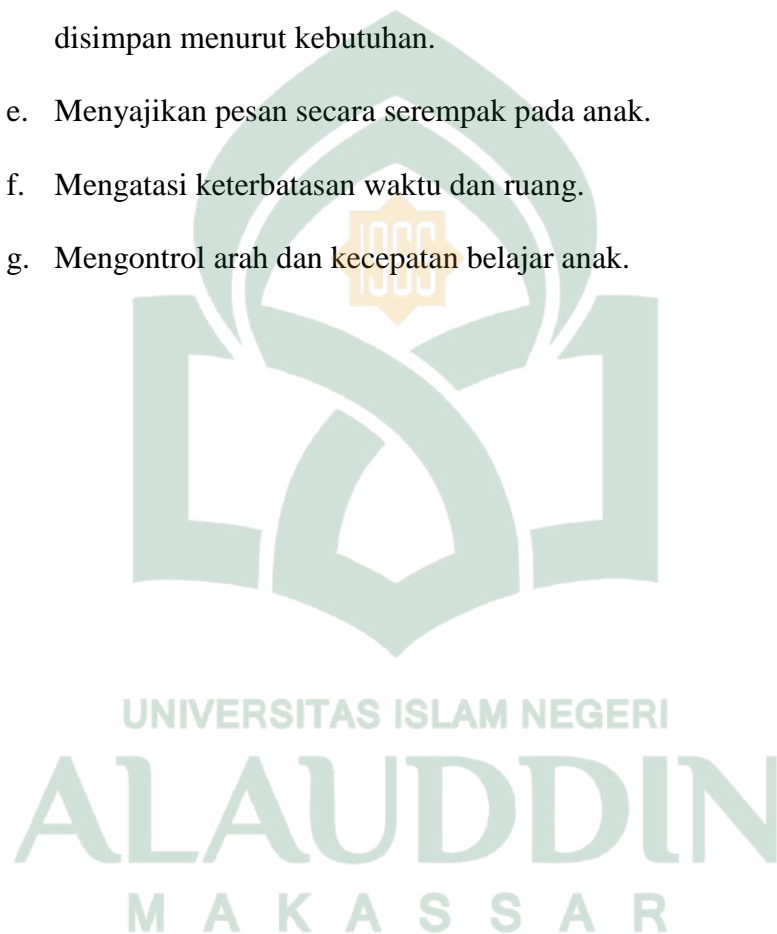 disimpan menurut kebutuhan.
e. Menyajikan pesan secara serempak pada anak.
f. Mengatasi keterbatasan waktu dan ruang.
g. Mengontrol arah dan kecepatan belajar anak.
UNIVERSITAS ISLAM NEGERI
ALAUDDIN
MAKASSAR